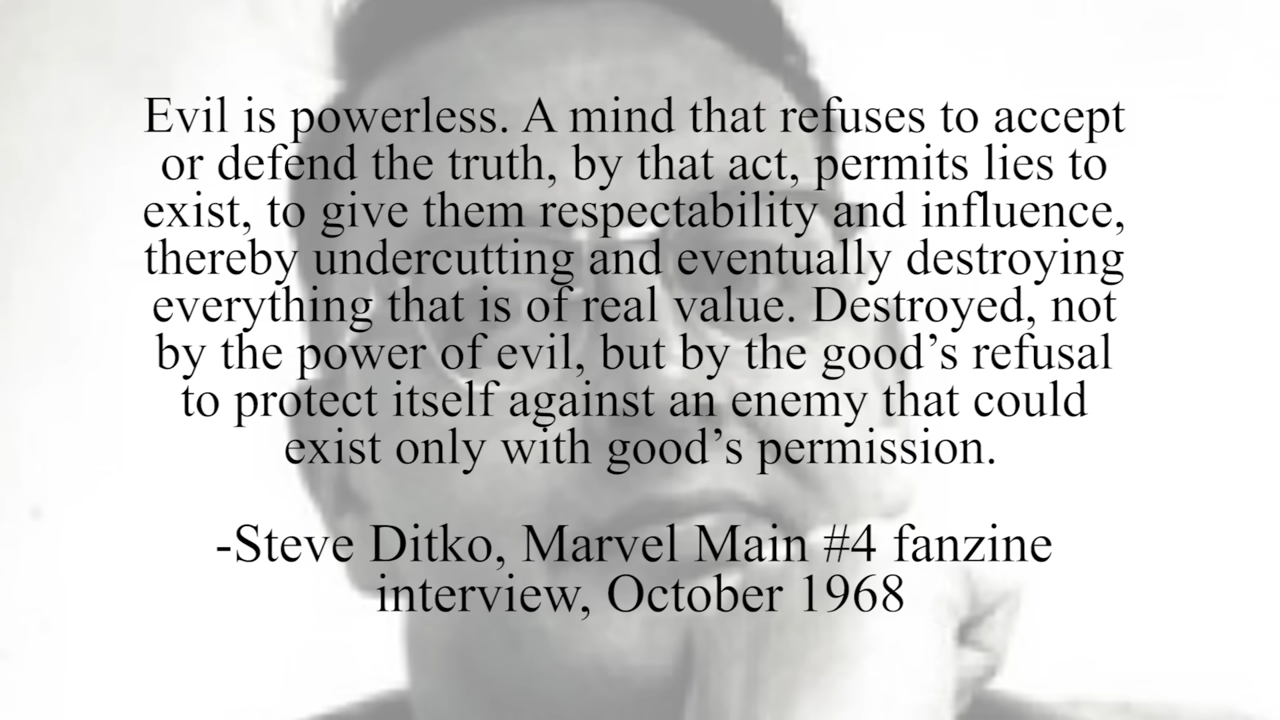 Evil is powerless. A mind that refuses to accept
or defend the truth, by that act, permits lies to
exist, to give them respectability and influence,
thereby undercutting and eventually destroying
everything that is of real value. Destroyed, not
by the power of evil, but by the good’s refusal
to protect itself against an enemy that could
exist only with good’s permission.
-Steve Ditko, Marvel Main #4 fanzine
interview, October 1968